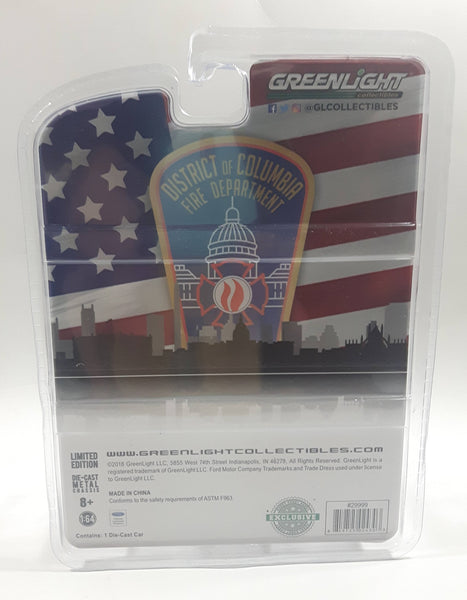 GREENLiGHT
collectibles
@GLCOLLECTIBLES
DISTRICT OF COLUMBIA
FIRE DEPARTMENT
WWW.GREENLIGHTCOLLECTIBLES.COM
LIMITED
EDITION
©2018 GreenLight LLC, 5855 West 74th Street Indianapolis, IN 46278, All Rights Reserved. GreenLight is a
registered trademark of GreenLight LLC. Ford Motor Company Trademarks and Trade Dress used under license
to GreenLight LLC.
DIE-CAST
METAL
CHASSIS
8+
MADE IN CHINA
Conforms to the safety requirements of ASTM F963.
1:64
EXCLUSIVE
#29999
Contains: 1 Die-Cast Car